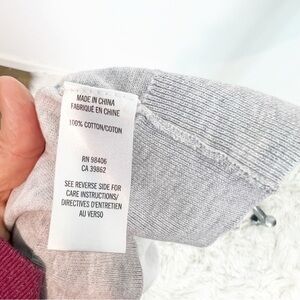 MADE IN CHINA
FABRIQUÉ EN CHINE
100% COTTON/COTON
RN 98406
CA 39862
SEE REVERSE SIDE FOR
CARE INSTRUCTIONS/
DIRECTIVES D'ENTRETIEN
AU VERSO